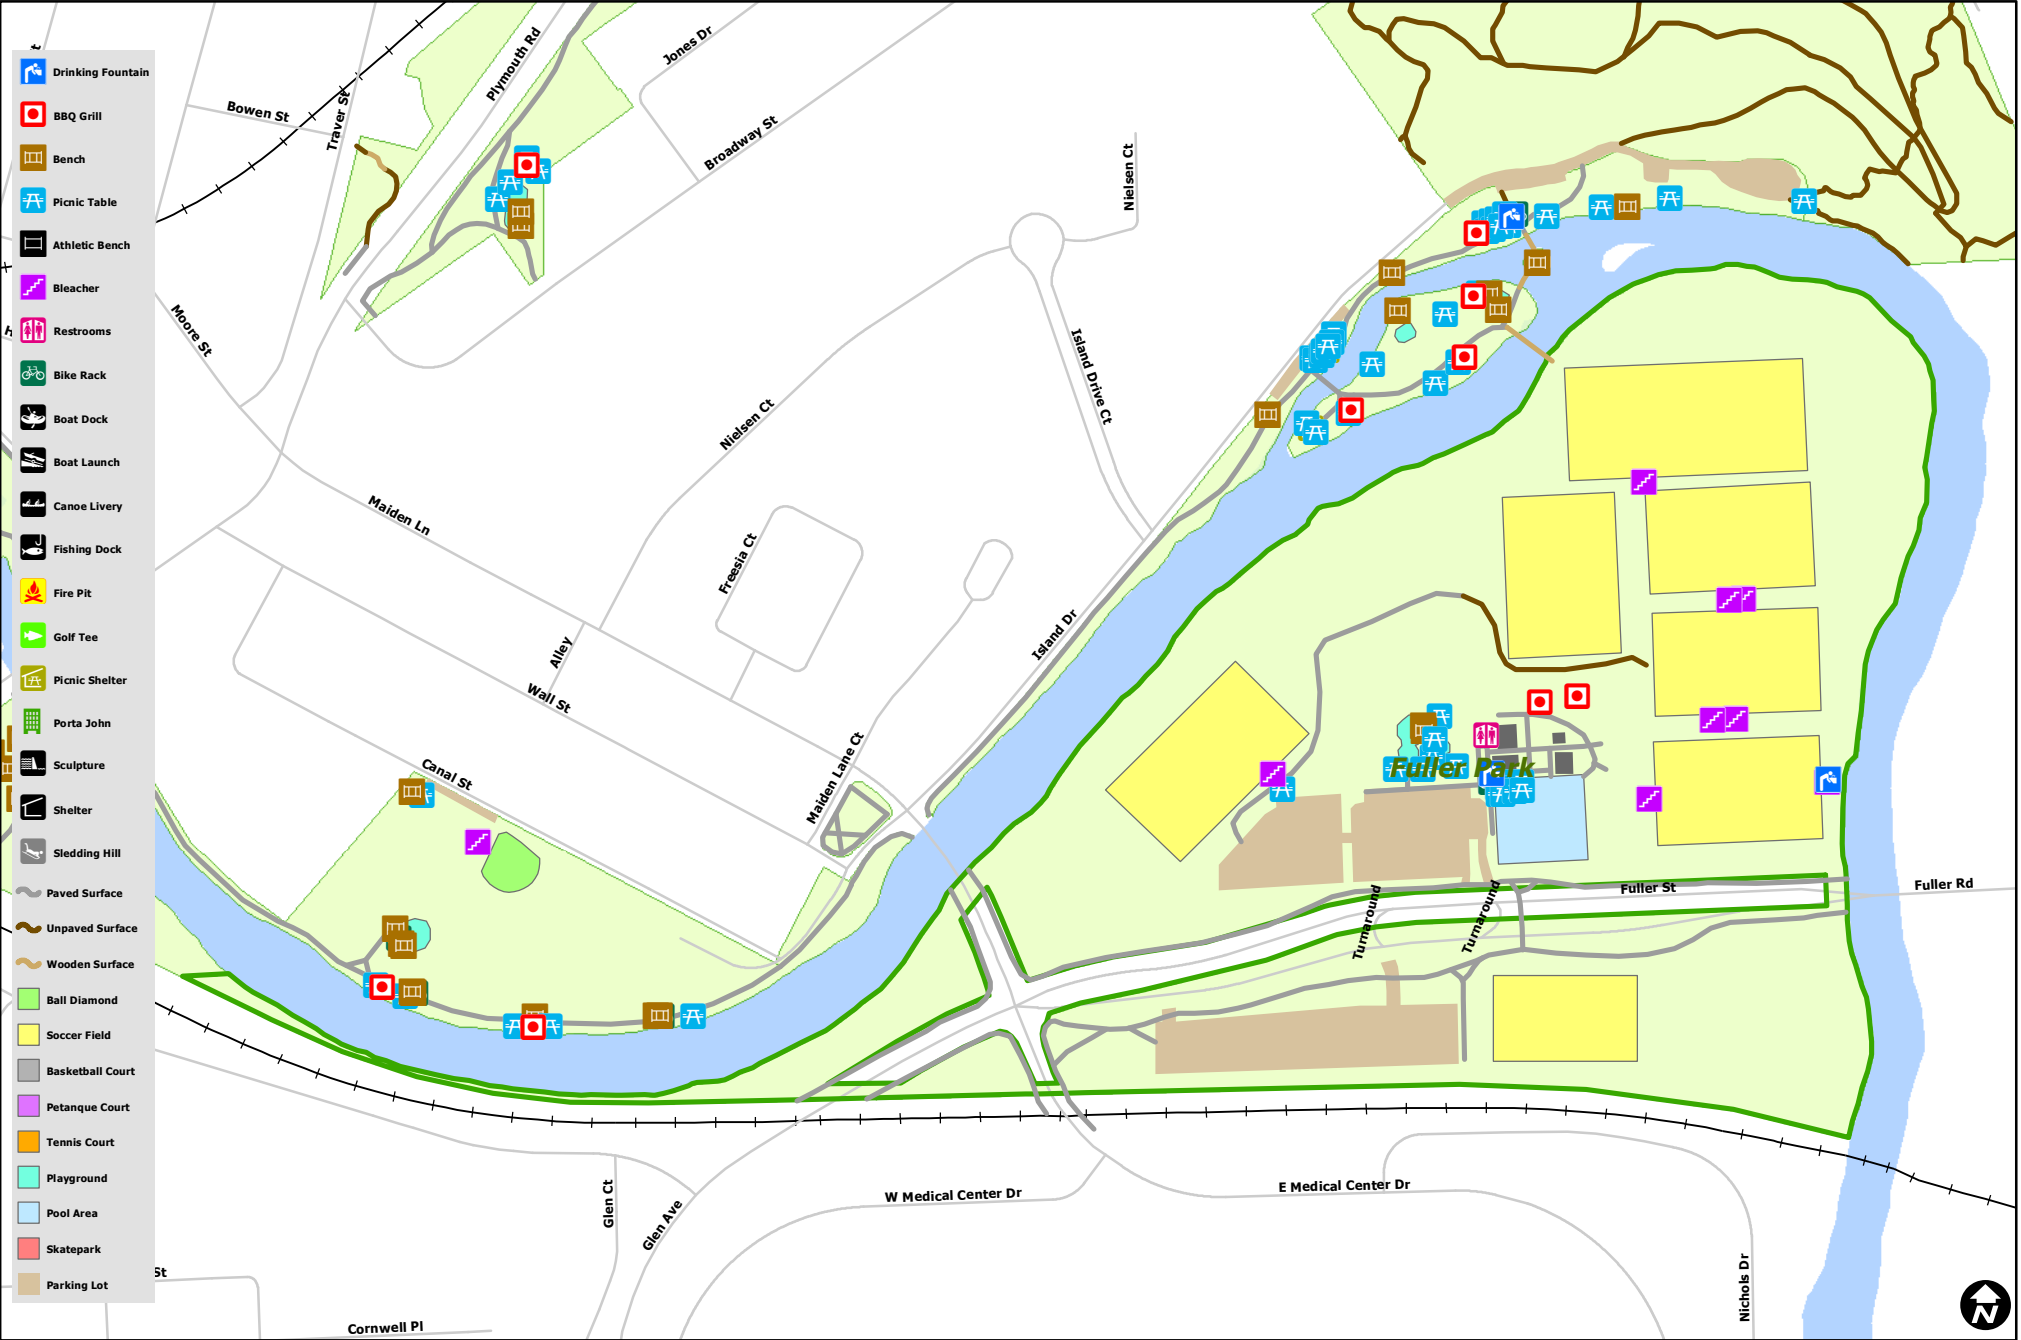 Drinking Fountain
BBQ Grill
Bench
Picnic Table
Athletic Bench
Bleacher
Restrooms
Bike Rack
Boat Dock
Boat Launch
Canoe Livery
Fishing Dock
Fire Pit
Golf Tee
Picnic Shelter
Porta John
Sculpture
Shelter
Sledding Hill
Paved Surface
Unpaved Surface
Wooden Surface
Ball Diamond
Soccer Field
Basketball Court
Petanque Court
Tennis Court
Playground
Pool Area
Skatepark
Parking Lot
Plymouth Rd
Jones Dr
Bowen St
Traver St
Broadway St
Nielsen Ct
Moore St
Island Drive Ct
Nielsen Ct
Maiden Ln
Freesia Ct
Island Dr
Alley
Wall St
Maiden Lane Ct
Canal St
Fuller Park
Fuller St
Fuller Rd
Turnaround
Turnaround
W Medical Center Dr
E Medical Center Dr
Glen Ct
Glen Ave
Nichols Dr
St
Cornwell Pl
N